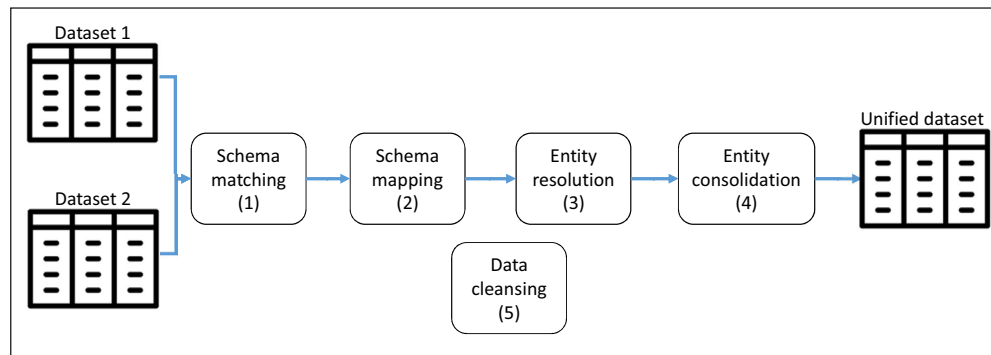 Dataset 1
Dataset 2
Schema
matching
(1)
Schema
mapping
(2)
Entity
resolution
(3)
Entity
consolidation
(4)
Unified dataset
Data
cleansing
(5)